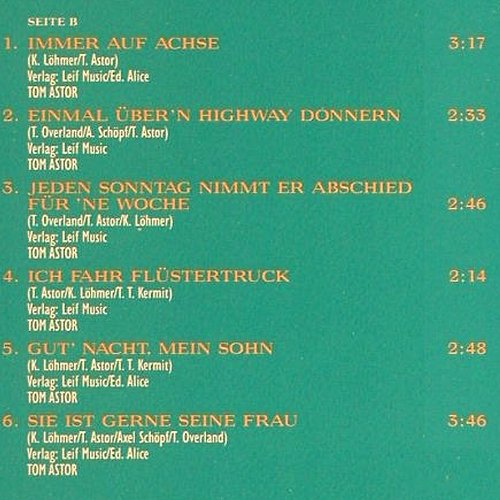 SEITE B
1. IMMER AUF ACHSE 3:17
(K. Löhmer/T. Astor)
Verlag: Leif Music/Ed. Alice
TOM ASTOR
2. EINMAL ÜBER'N HIGHWAY DONNERN 2:33
(T. Overland/A. Schöpf/T. Astor)
Verlag: Leif Music
TOM ASTOR
3. JEDEN SONNTAG NIMMT ER ABSCHIED
FÜR 'NE WOCHE 2:46
(T. Overland/T. Astor/K. Löhmer)
Verlag: Leif Music
TOM ASTOR
4. ICH FAHR FLÜSTERTRUCK 2:14
(T. Astor/K. Löhmer/T. T. Kermit)
Verlag: Leif Music
TOM ASTOR
5. GUT' NACHT, MEIN SOHN 2:48
(K. Löhmer/T. Astor/T. T. Kermit)
Verlag: Leif Music/Ed. Alice
TOM ASTOR
6. SIE IST GERNE SEINE FRAU 3:46
(K. Löhmer/T. Astor/Axel Schöpf/T. Overland)
Verlag: Leif Music/Ed. Alice
TOM ASTOR